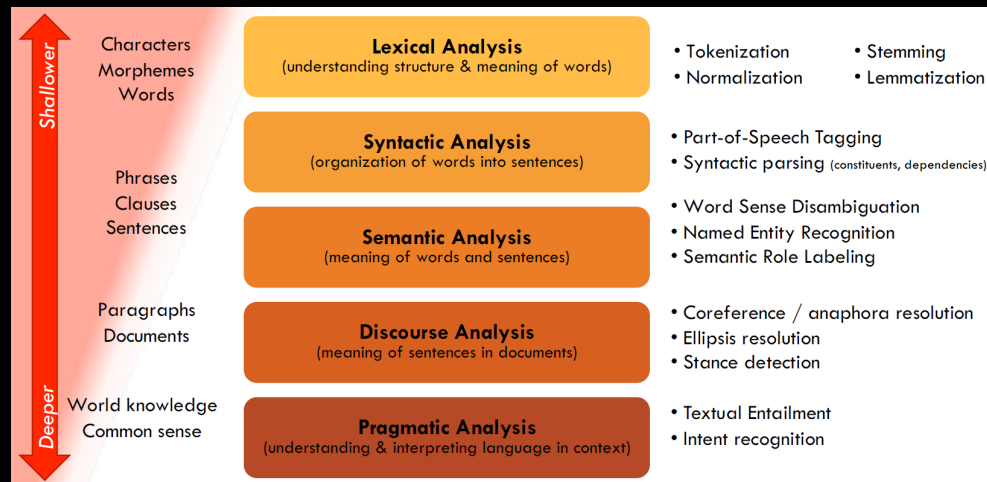 Shallower
Deeper
Characters
Morphemes
Words
Phrases
Clauses
Sentences
Paragraphs
Documents
World knowledge
Common sense
Lexical Analysis
(understanding structure & meaning of words)
Syntactic Analysis
(organization of words into sentences)
Semantic Analysis
(meaning of words and sentences)
Discourse Analysis
(meaning of sentences in documents)
Pragmatic Analysis
(understanding & interpreting language in context)
• Tokenization
• Normalization
• Stemming
• Lemmatization
• Part-of-Speech Tagging
• Syntactic parsing (constituents, dependencies)
• Word Sense Disambiguation
• Named Entity Recognition
• Semantic Role Labeling
• Coreference / anaphora resolution
• Ellipsis resolution
• Stance detection
• Textual Entailment
• Intent recognition